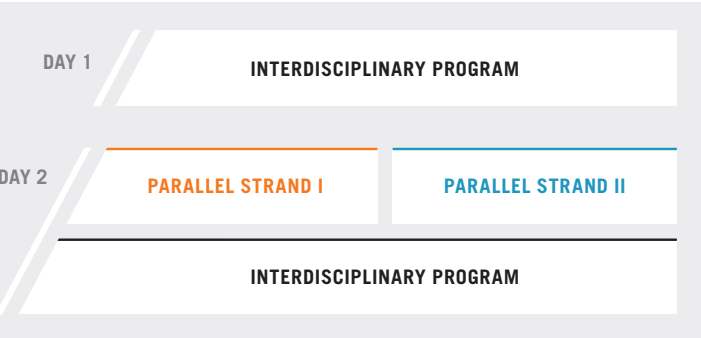 DAY 1
INTERDISCIPLINARY PROGRAM
DAY 2
PARALLEL STRAND I
PARALLEL STRAND II
INTERDISCIPLINARY PROGRAM